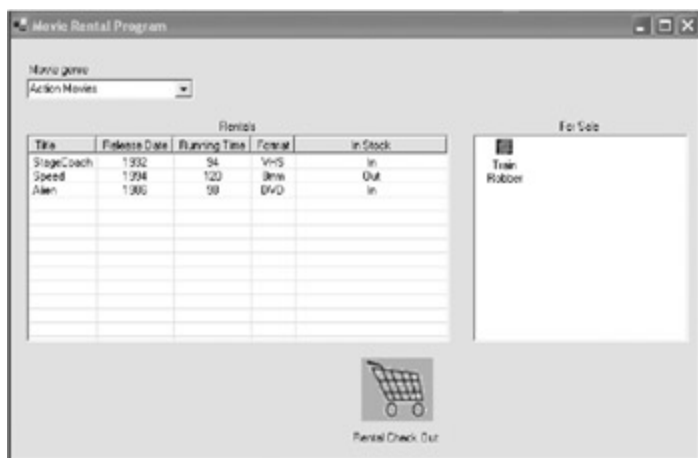 Movie Rental Program
Movie genre
Action Movies
Rentals
For Sale
Title Release Date Running Time Format In Stock
StageCoach 1932 94 VHS In
Speed 1994 120 8mm Out
Alien 1986 98 DVD In
Train
Robber
Rental Check Out